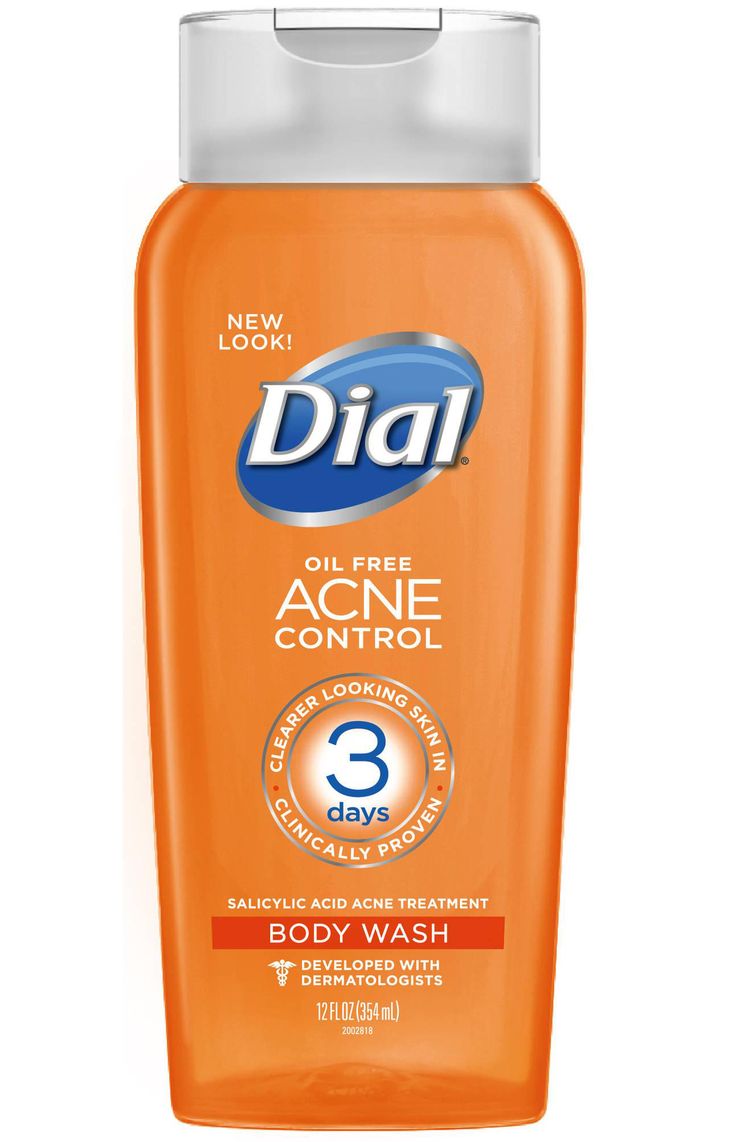 NEW
LOOK!
Dial®
OIL FREE
ACNE
CONTROL
CLEARER LOOKING SKIN IN
3
days
• CLINICALLY PROVEN •
SALICYLIC ACID ACNE TREATMENT
BODY WASH
DEVELOPED WITH
DERMATOLOGISTS
12 FL OZ (354 mL)
2002818